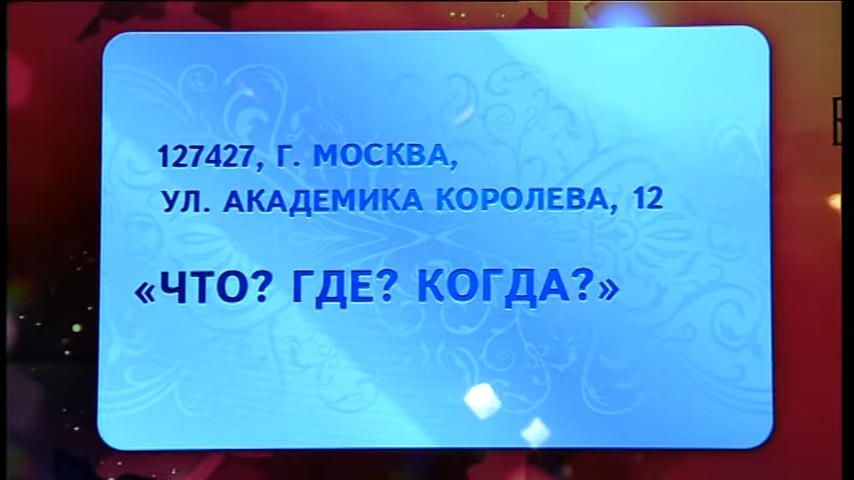 127427, Г. МОСКВА,
УЛ. АКАДЕМИКА КОРОЛЕВА, 12
«ЧТО? ГДЕ? КОГДА?»